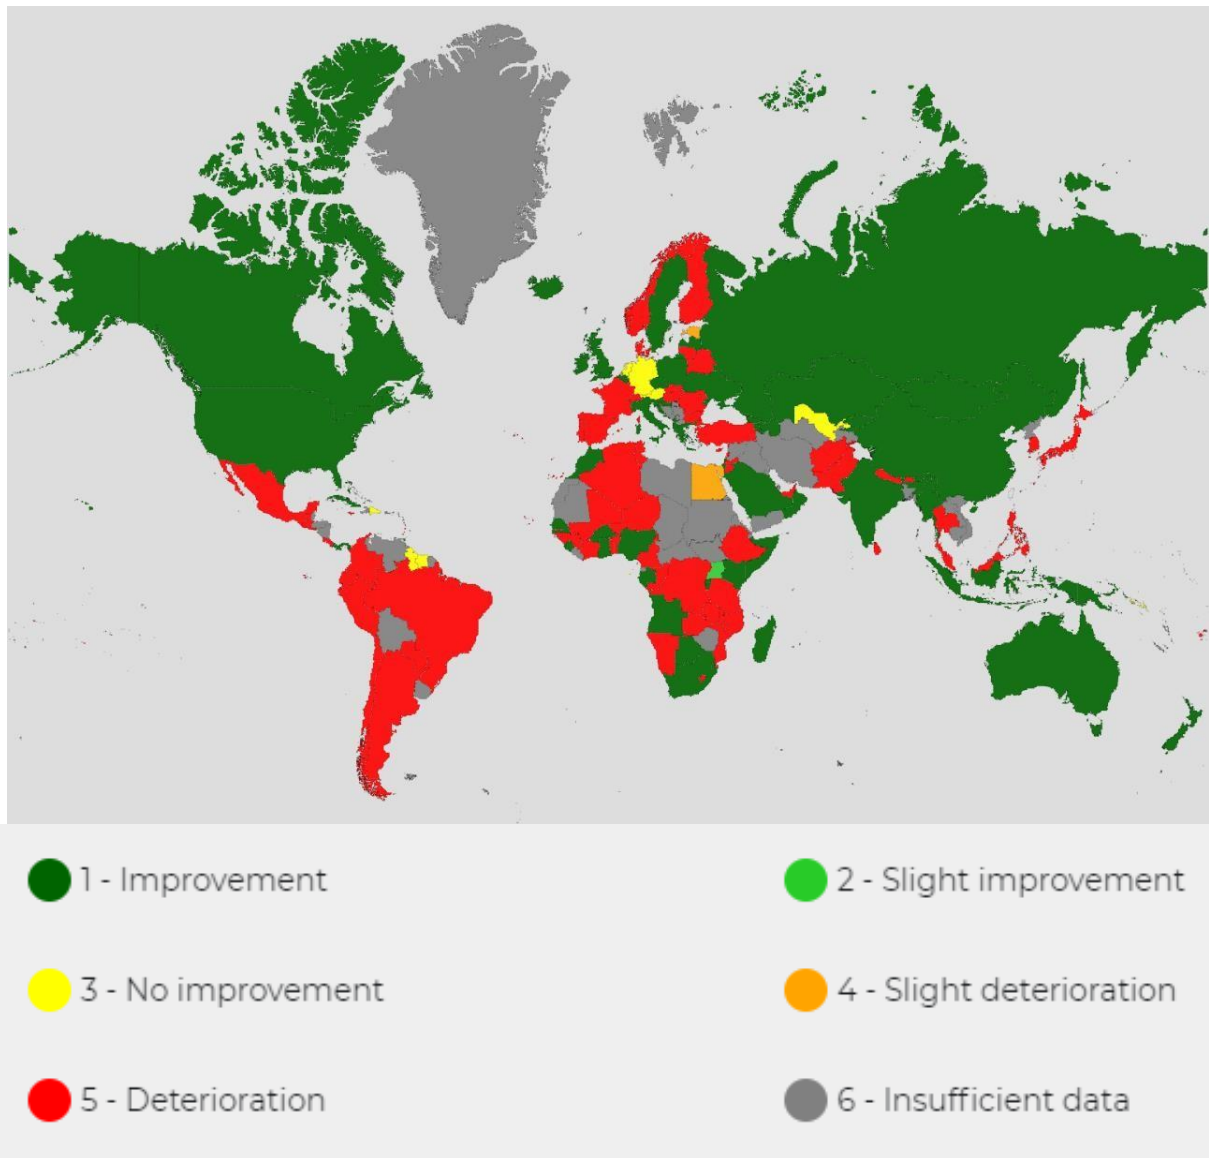 1 - Improvement
2 - Slight improvement
3 - No improvement
4 - Slight deterioration
5 - Deterioration
6 - Insufficient data